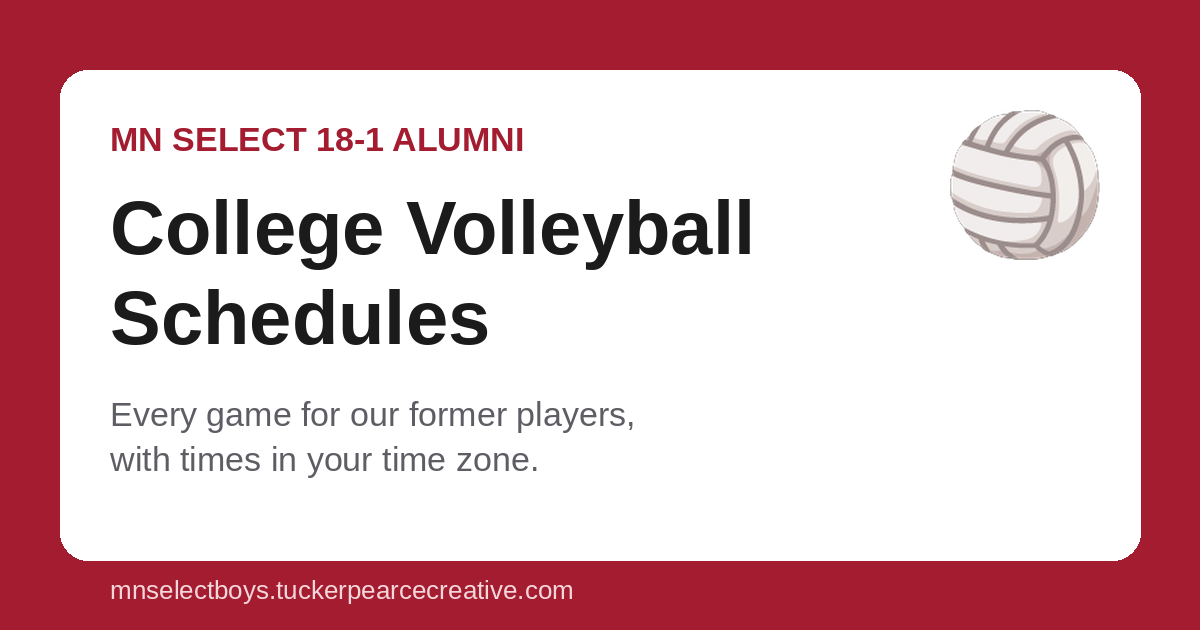 MN SELECT 18-1 ALUMNI
College Volleyball
Schedules
Every game for our former players,
with times in your time zone.
mnselectboys.tuckerpearcecreative.com